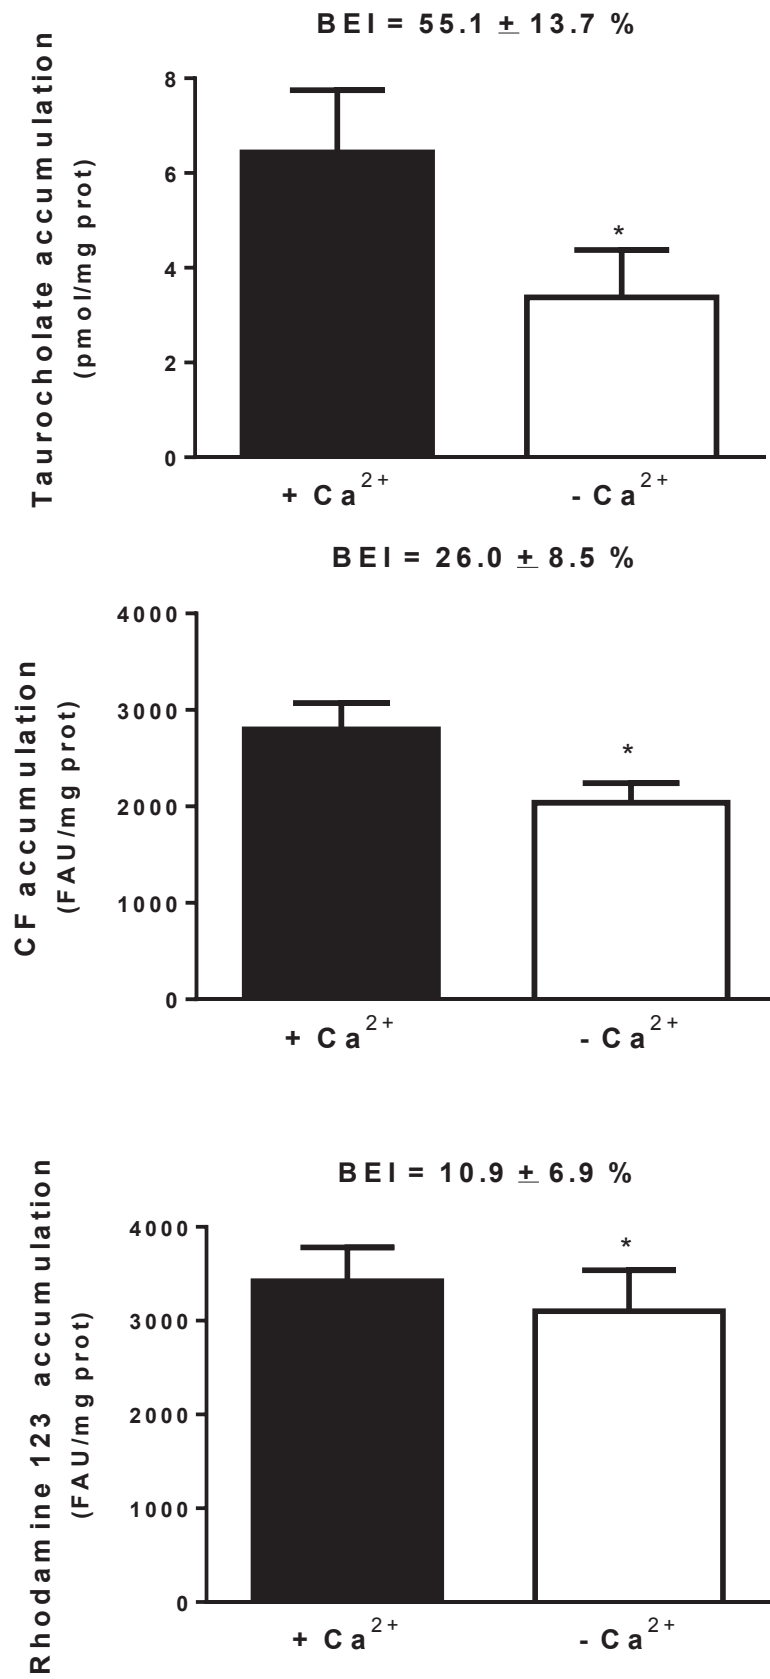 BEI = 55.1 ± 13.7 %
Taurocholate accumulation
(pmol/mg prot)
8
6
4
2
0
*
+ Ca²⁺
- Ca²⁺
BEI = 26.0 ± 8.5 %
CF accumulation
(FAU/mg prot)
4000
3000
2000
1000
0
*
+ Ca²⁺
- Ca²⁺
BEI = 10.9 ± 6.9 %
Rhodamine 123 accumulation
(FAU/mg prot)
4000
3000
2000
1000
0
*
+ Ca²⁺
- Ca²⁺